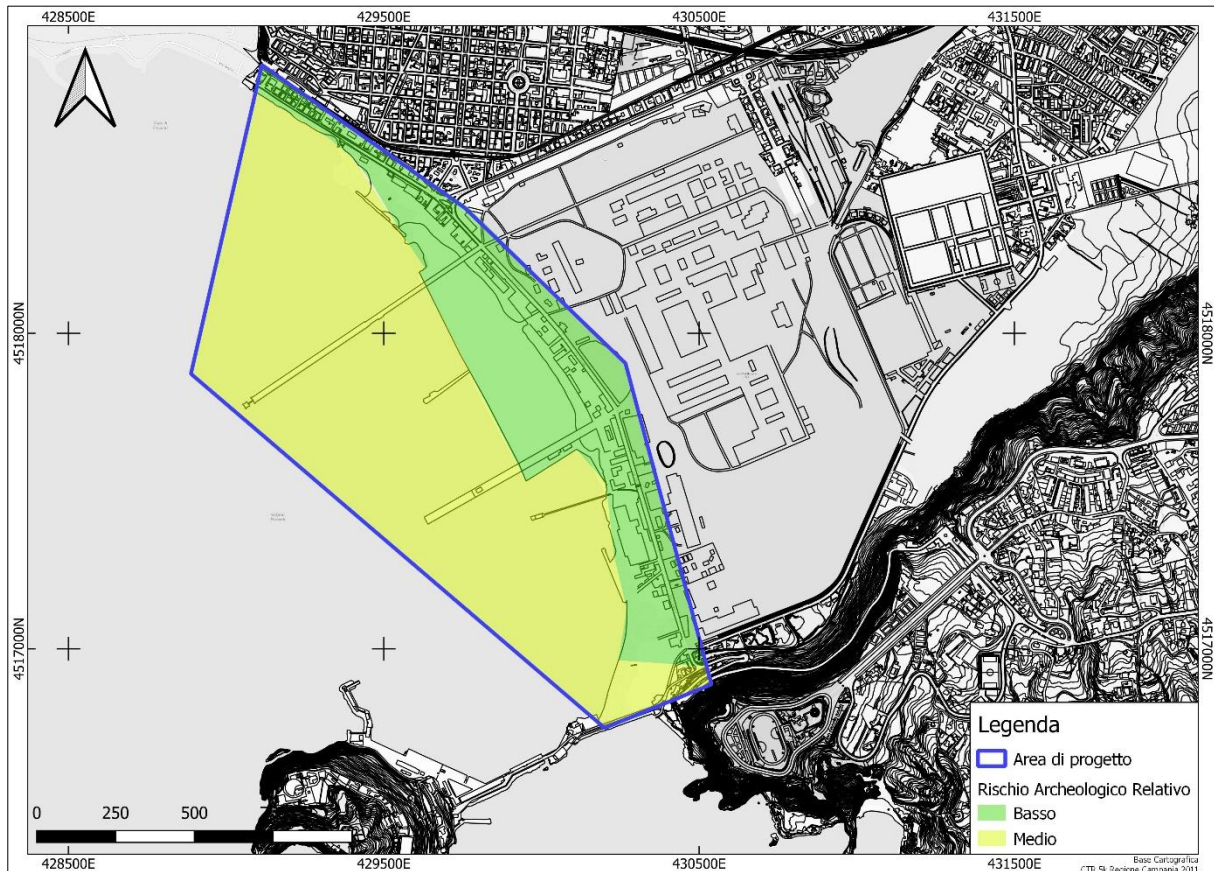 428500E 429500E 430500E 431500E
4518000N 4518000N
4517000N 4517000N
Legenda
Area di progetto
Rischio Archeologico Relativo
Basso
Medio
0 250 500
428500E 429500E 430500E 431500E
Base Cartografica
CTR 5k Regione Campania 2011